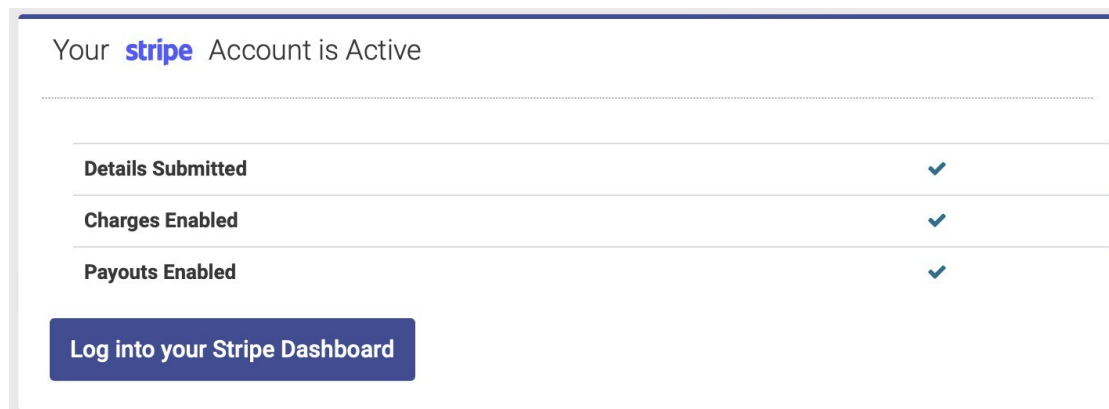 Your stripe Account is Active
Details Submitted
Charges Enabled
Payouts Enabled
Log into your Stripe Dashboard